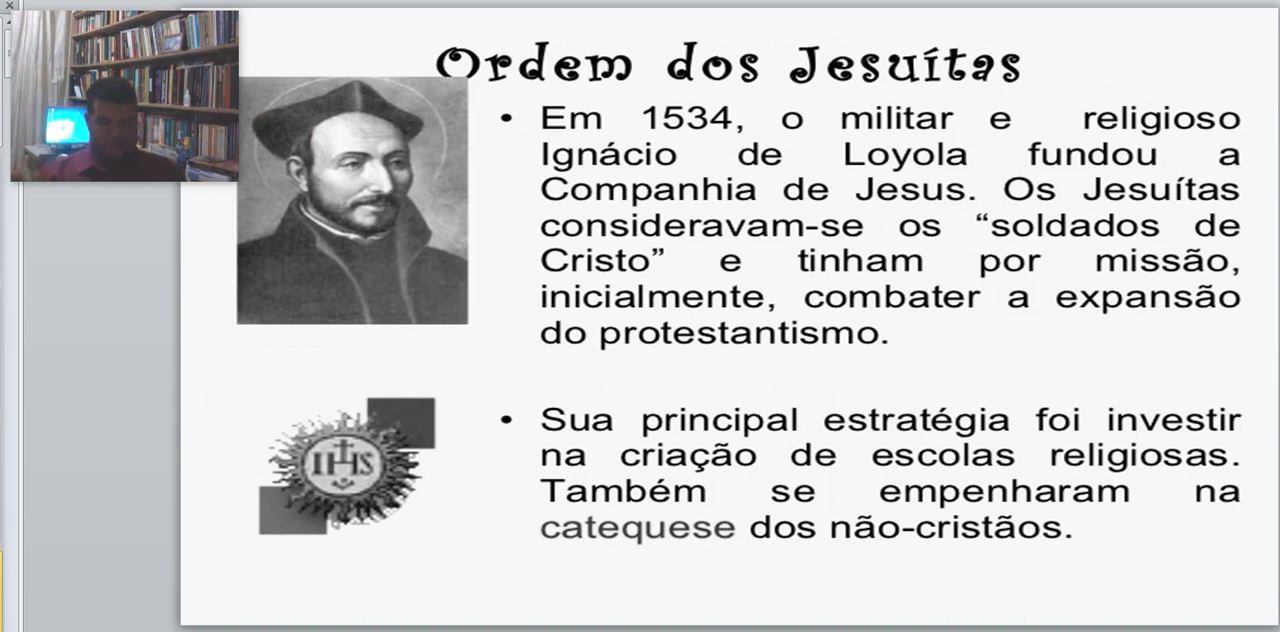 Ordem dos Jesuítas
• Em 1534, o militar e religioso
Ignácio de Loyola fundou a
Companhia de Jesus. Os Jesuítas
consideravam-se os “soldados de
Cristo” e tinham por missão,
inicialmente, combater a expansão
do protestantismo.
IHS
• Sua principal estratégia foi investir
na criação de escolas religiosas.
Também se empenharam na
catequese dos não-cristãos.